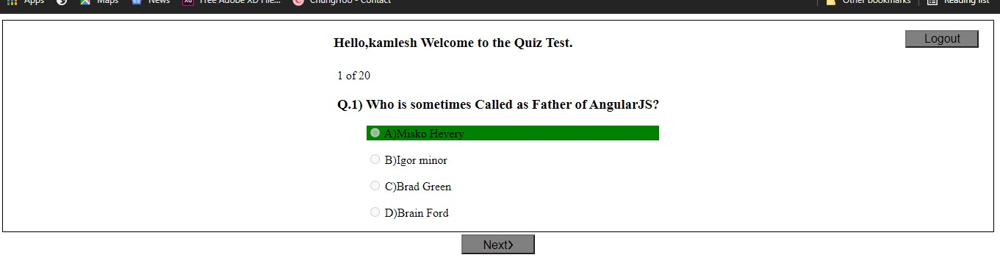 Apps Maps News Free Adobe XD File... ChungYoo - Contact Other bookmarks Reading list
Hello,kamlesh Welcome to the Quiz Test.
Logout
1 of 20
Q.1) Who is sometimes Called as Father of AngularJS?
A)Misko Hevery
B)Igor minor
C)Brad Green
D)Brain Ford
Next❯